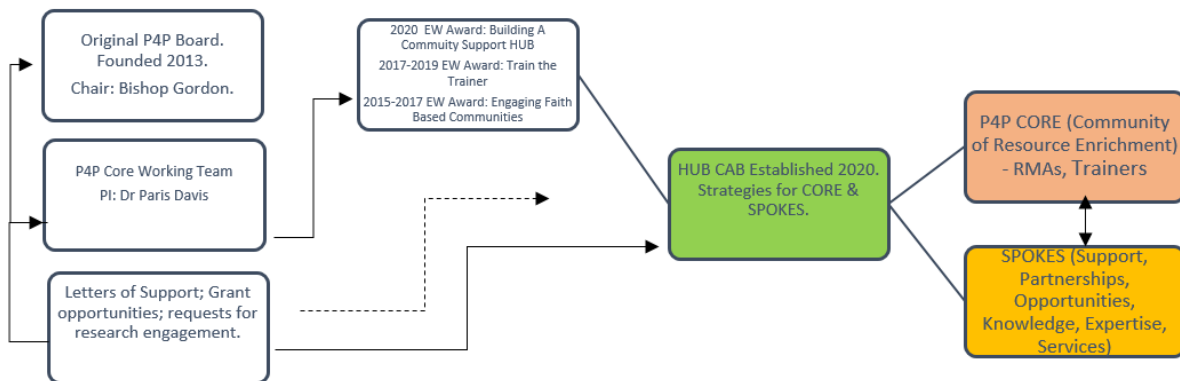 Original P4P Board.
Founded 2013.
Chair: Bishop Gordon.
P4P Core Working Team
PI: Dr Paris Davis
Letters of Support; Grant
opportunities; requests for
research engagement.
2020  EW Award: Building
A Commuity Support HUB
2017-2019 EW Award: Train the
Trainer
2015-2017 EW Award: Engaging Faith
Based Communities
HUB CAB Established 2020.
Strategies for CORE &
SPOKES.
P4P CORE (Community
of Resource Enrichment)
- RMAs, Trainers
SPOKES (Support,
Partnerships,
Opportunities,
Knowledge, Expertise,
Services)